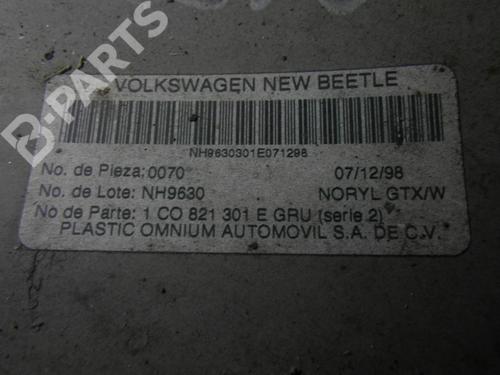 B-PARTS
VOLKSWAGEN NEW BEETLE
NH9630301E071298
No. de Pieza: 0070 07/12/98
No. de Lote: NH9630 NORYL GTX/W
No de Parte: 1 CO 821 301 E GRU (serie 2)
PLASTIC OMNIUM AUTOMOVIL S.A. DE C.V.